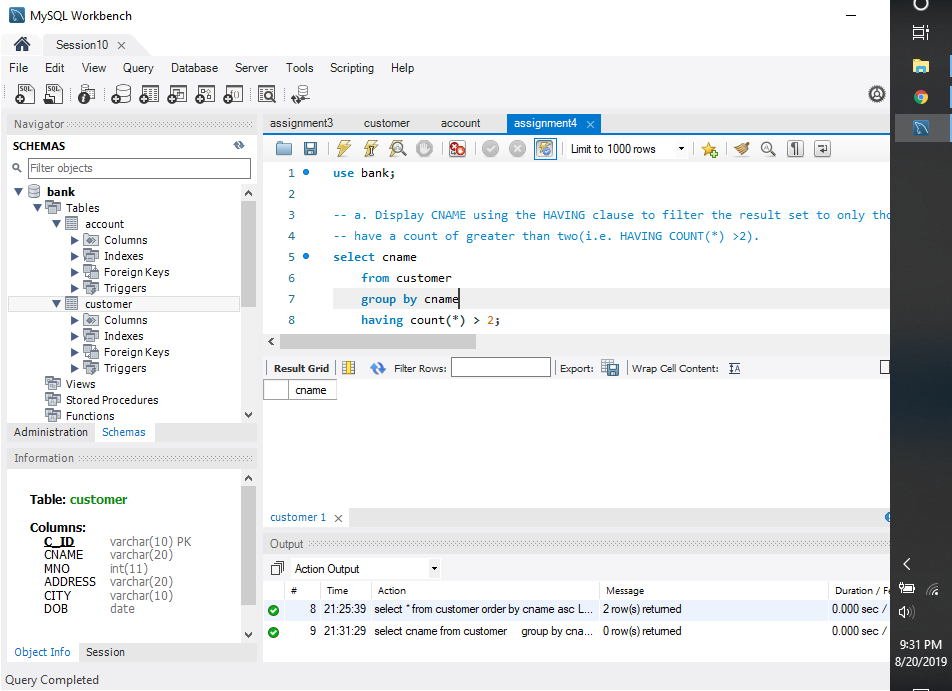 MySQL Workbench
Session10
File Edit View Query Database Server Tools Scripting Help
Navigator
SCHEMAS
Filter objects
bank
Tables
account
Columns
Indexes
Foreign Keys
Triggers
customer
Columns
Indexes
Foreign Keys
Triggers
Views
Stored Procedures
Functions
Administration Schemas
Information
Table: customer
Columns:
C_ID varchar(10) PK
CNAME varchar(20)
MNO int(11)
ADDRESS varchar(20)
CITY varchar(10)
DOB date
Object Info Session
Query Completed
assignment3 customer account assignment4
Limit to 1000 rows
1 use bank;
2
3 -- a. Display CNAME using the HAVING clause to filter the result set to only tho
4 -- have a count of greater than two(i.e. HAVING COUNT(*) >2).
5 select cname
6 from customer
7 group by cname
8 having count(*) > 2;
Result Grid Filter Rows: Export: Wrap Cell Content:
cname
customer 1
Output
Action Output
# Time Action Message Duration / Fe
8 21:25:39 select * from customer order by cname asc L... 2 row(s) returned 0.000 sec /
9 21:31:29 select cname from customer group by cna... 0 row(s) returned 0.000 sec /
9:31 PM
8/20/2019